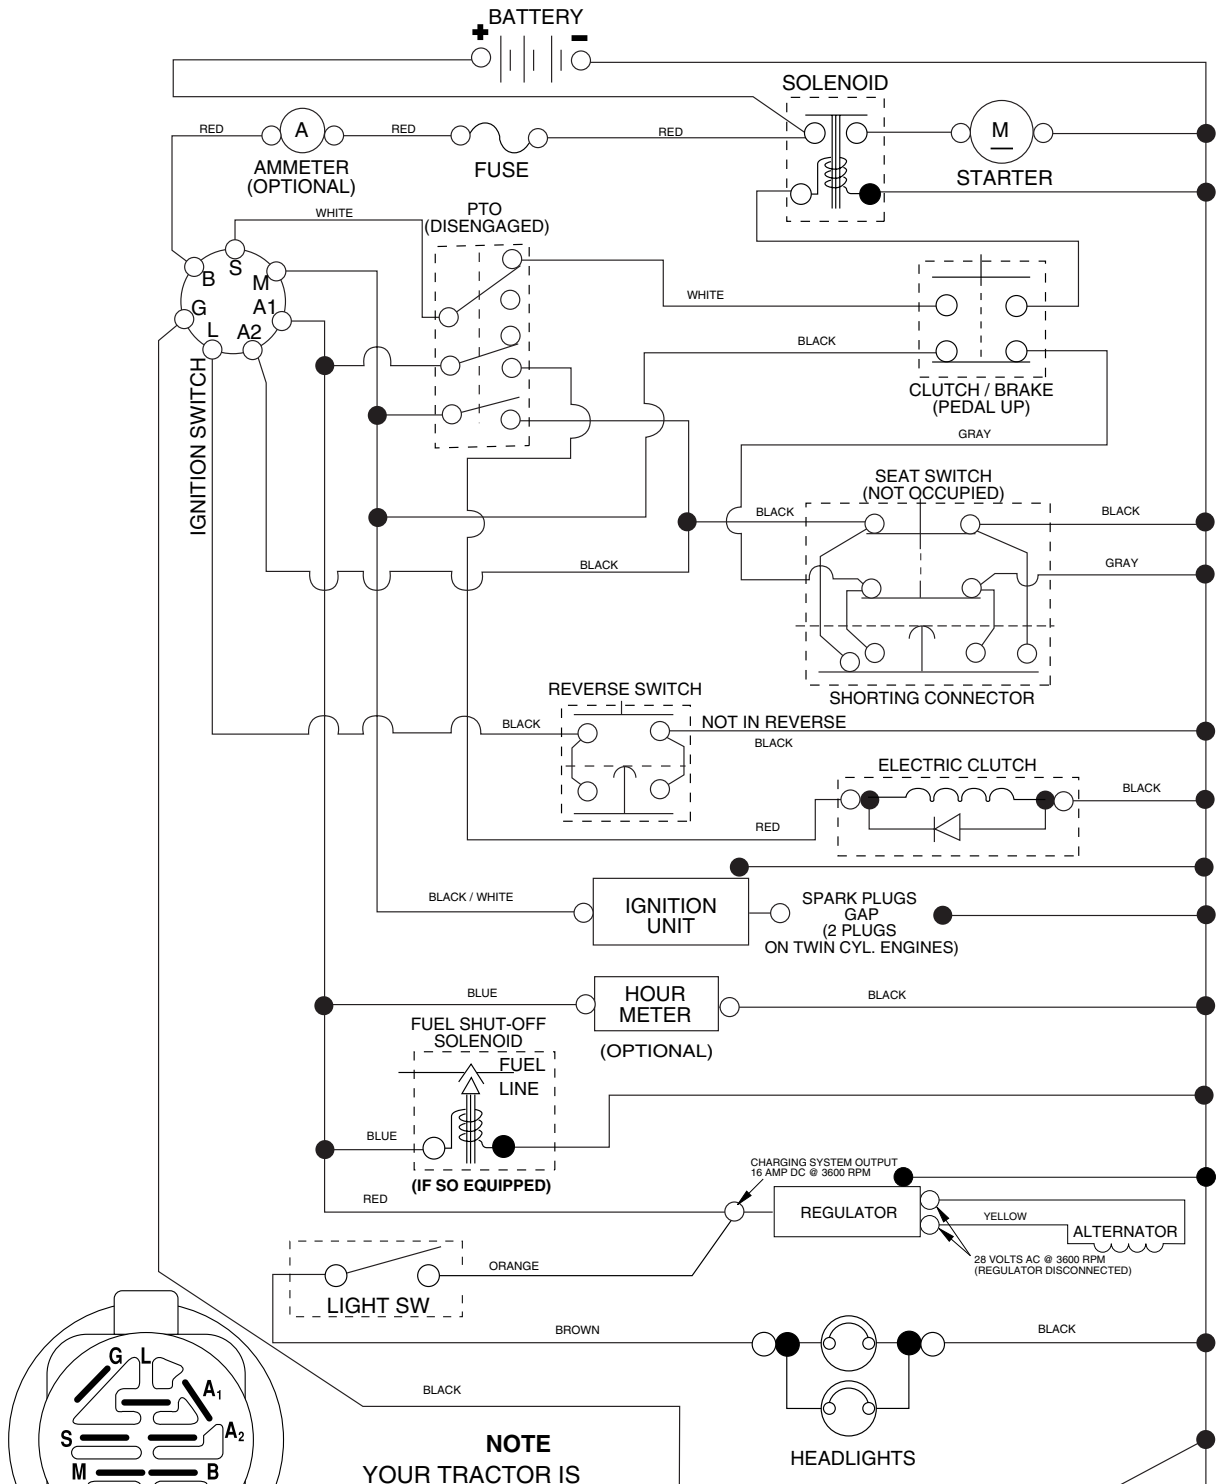 BATTERY
+
SOLENOID
RED
A
RED
RED
M
AMMETER
(OPTIONAL)
FUSE
STARTER
WHITE
PTO
(DISENGAGED)
S
B
M
G
A1
L
A2
IGNITION SWITCH
WHITE
BLACK
CLUTCH / BRAKE
(PEDAL UP)
GRAY
SEAT SWITCH
(NOT OCCUPIED)
BLACK
BLACK
BLACK
GRAY
SHORTING CONNECTOR
REVERSE SWITCH
BLACK
NOT IN REVERSE
BLACK
ELECTRIC CLUTCH
BLACK
RED
BLACK / WHITE
IGNITION
UNIT
SPARK PLUGS
GAP
(2 PLUGS
ON TWIN CYL. ENGINES)
BLUE
HOUR
METER
BLACK
(OPTIONAL)
FUEL SHUT-OFF
SOLENOID
FUEL
LINE
BLUE
(IF SO EQUIPPED)
CHARGING SYSTEM OUTPUT
16 AMP DC @ 3600 RPM
RED
REGULATOR
YELLOW
ALTERNATOR
28 VOLTS AC @ 3600 RPM
(REGULATOR DISCONNECTED)
ORANGE
LIGHT SW
BROWN
BLACK
HEADLIGHTS
G
L
A1
A2
S
M
B
BLACK
NOTE
YOUR TRACTOR IS